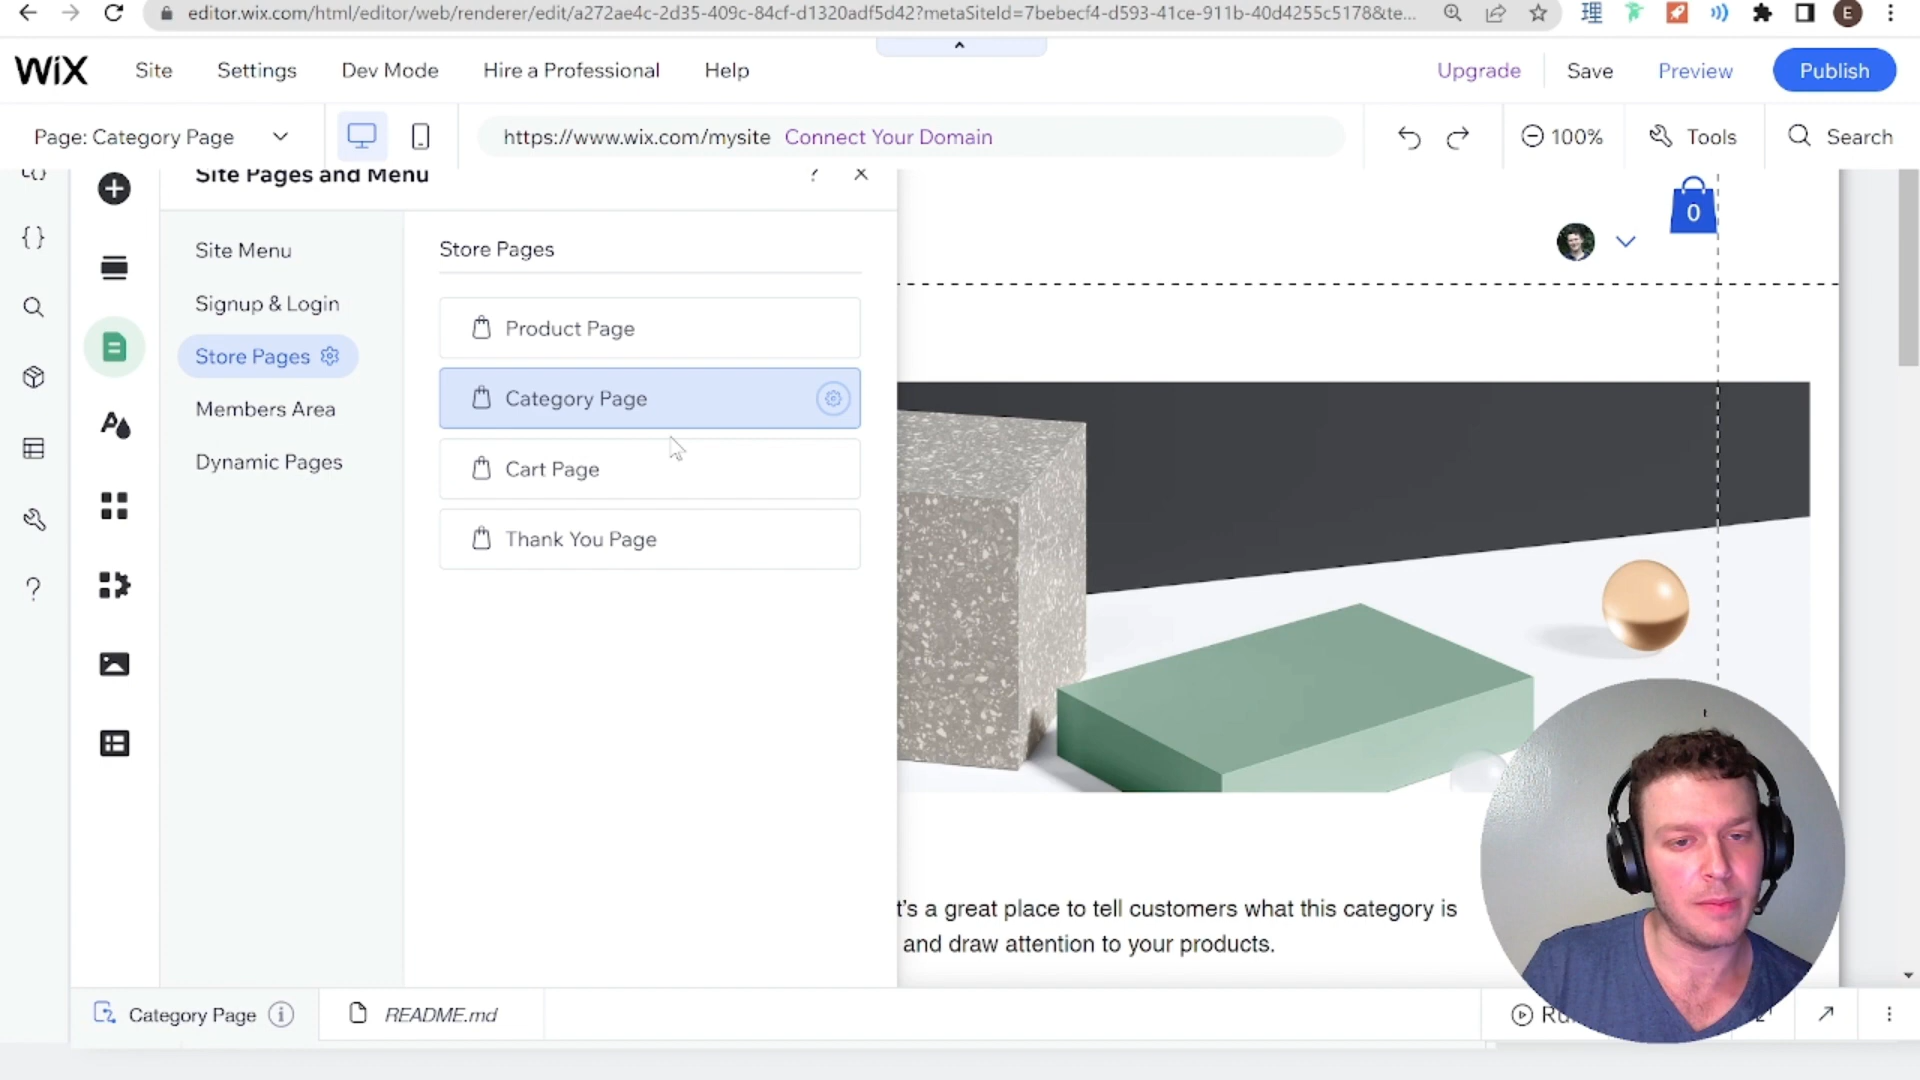 editor.wix.com/html/editor/web/renderer/edit/a272ae4c-2d35-409c-84cf-d1320adf5d42?metaSiteId=7bebecf4-d593-41ce-911b-40d4255c5178&te...
理
E
WiX Site Settings Dev Mode Hire a Professional Help Upgrade Save Preview Publish
Page: Category Page https://www.wix.com/mysite Connect Your Domain 100% Tools Search
Site Pages and Menu ? ×
0
Site Menu
Signup & Login
Store Pages
Members Area
Dynamic Pages
Store Pages
Product Page
Category Page
Cart Page
Thank You Page
{}
?
t's a great place to tell customers what this category is
and draw attention to your products.
Category Page i README.md